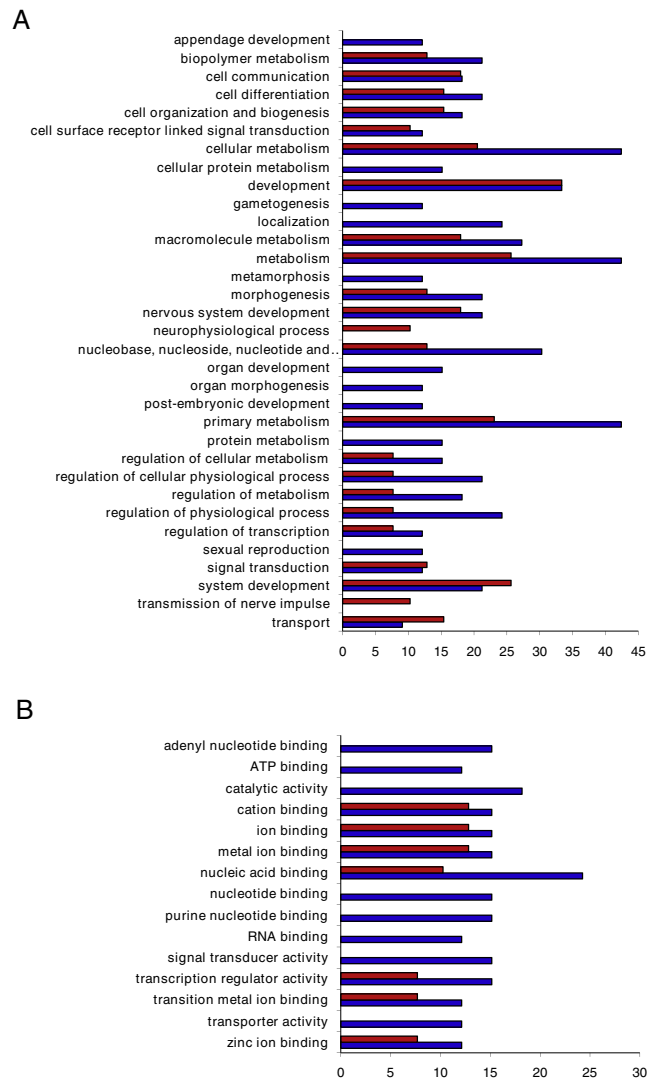 A
appendage development
biopolymer metabolism
cell communication
cell differentiation
cell organization and biogenesis
cell surface receptor linked signal transduction
cellular metabolism
cellular protein metabolism
development
gametogenesis
localization
macromolecule metabolism
metabolism
metamorphosis
morphogenesis
nervous system development
neurophysiological process
nucleobase, nucleoside, nucleotide and..
organ development
organ morphogenesis
post-embryonic development
primary metabolism
protein metabolism
regulation of cellular metabolism
regulation of cellular physiological process
regulation of metabolism
regulation of physiological process
regulation of transcription
sexual reproduction
signal transduction
system development
transmission of nerve impulse
transport
0 5 10 15 20 25 30 35 40 45
B
adenyl nucleotide binding
ATP binding
catalytic activity
cation binding
ion binding
metal ion binding
nucleic acid binding
nucleotide binding
purine nucleotide binding
RNA binding
signal transducer activity
transcription regulator activity
transition metal ion binding
transporter activity
zinc ion binding
0 5 10 15 20 25 30